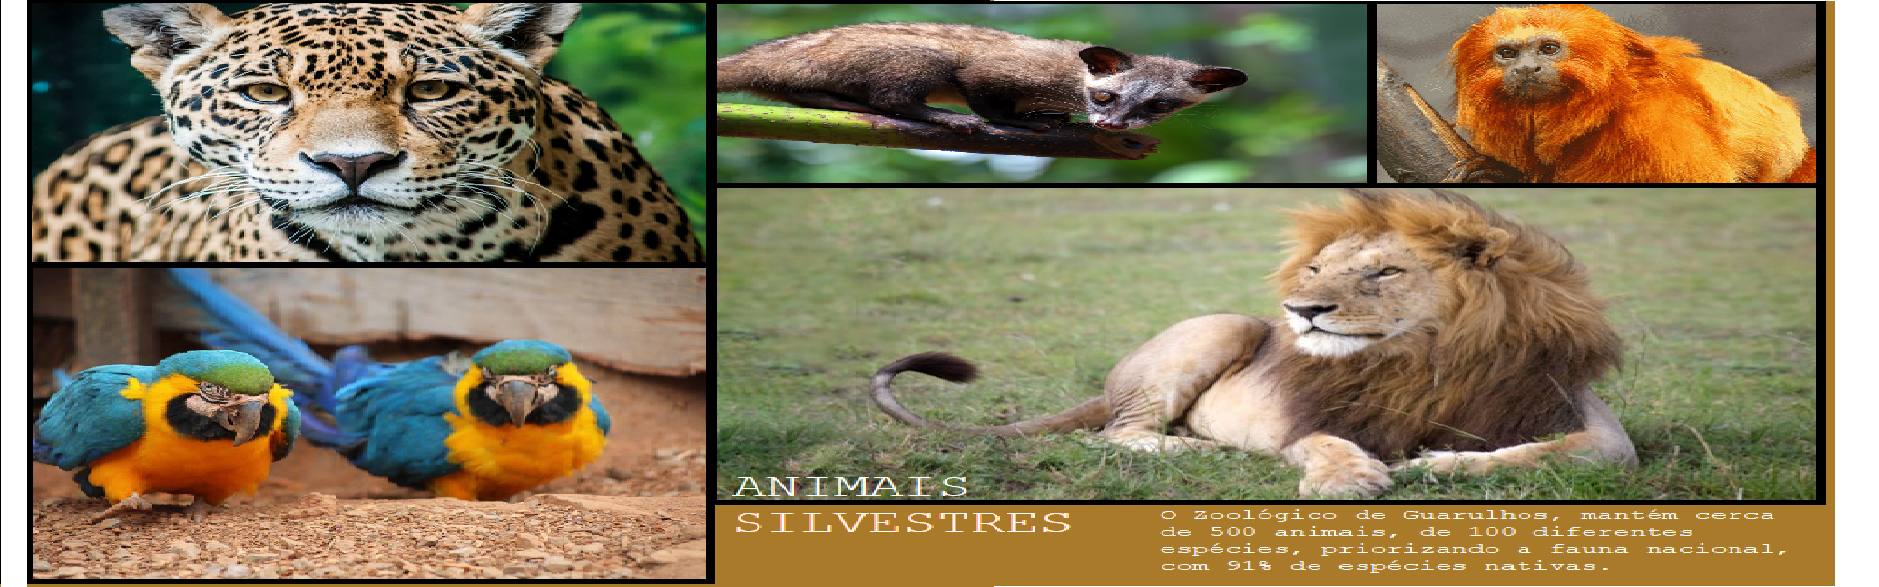 ANIMAIS
SILVESTRES
O Zoológico de Guarulhos, mantém cerca
de 500 animais, de 100 diferentes
espécies, priorizando a fauna nacional,
com 91% de espécies nativas.